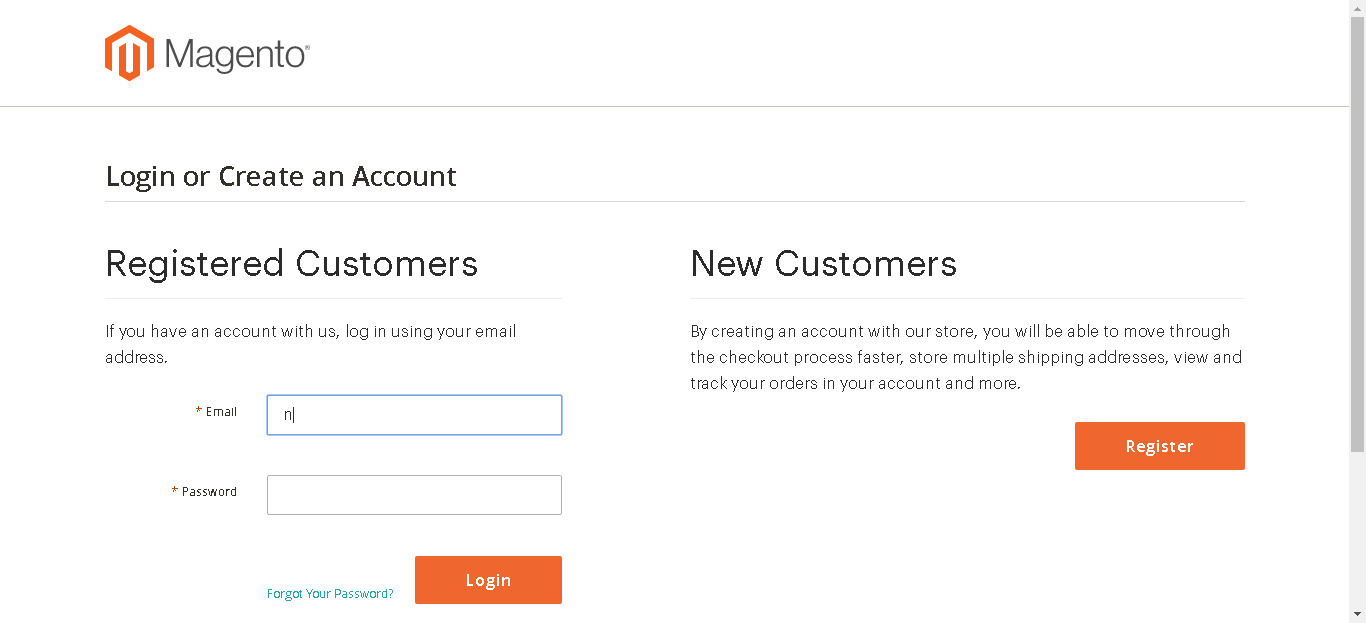 Magento®
Login or Create an Account
Registered Customers
If you have an account with us, log in using your email
address.
* Email
n
* Password
Forgot Your Password?
Login
New Customers
By creating an account with our store, you will be able to move through
the checkout process faster, store multiple shipping addresses, view and
track your orders in your account and more.
Register